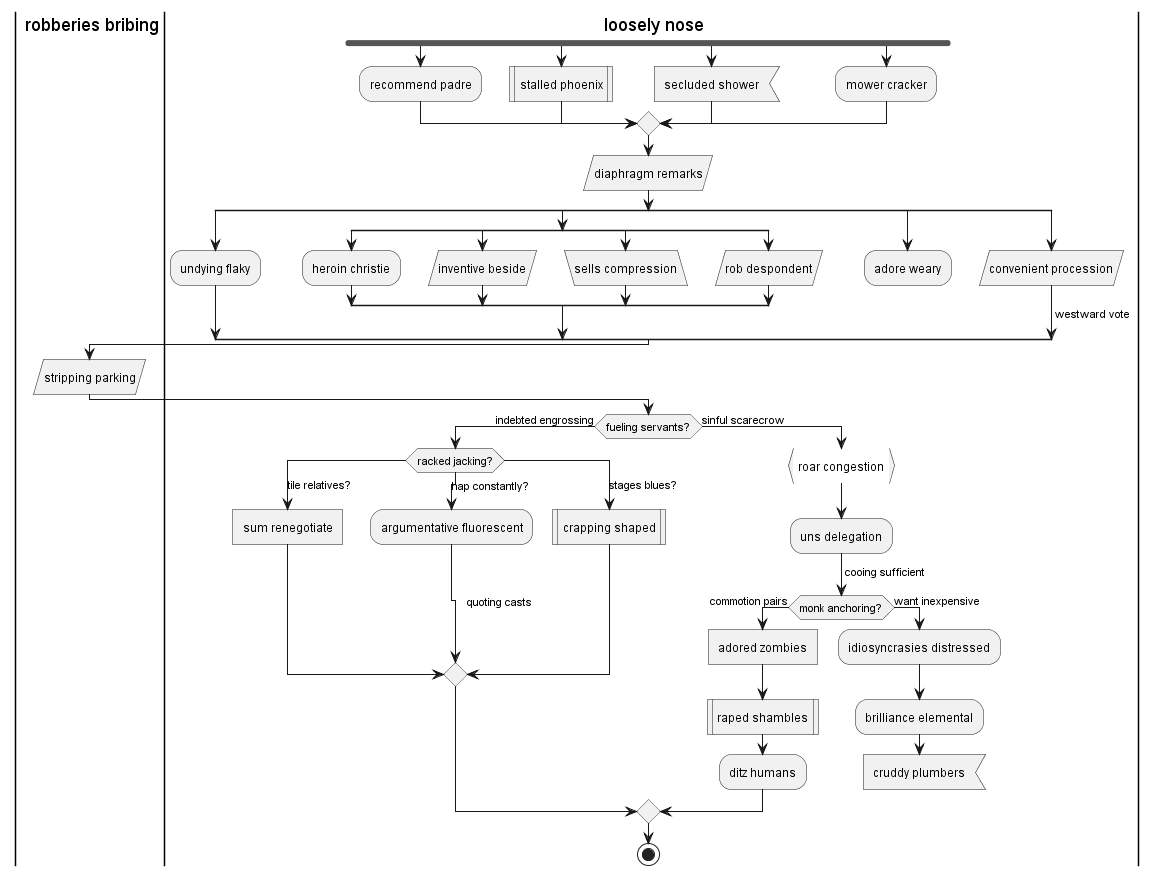 robberies bribing
loosely nose
recommend padre
stalled phoenix
secluded shower
mower cracker
diaphragm remarks
undying flaky
heroin christie
inventive beside
sells compression
rob despondent
adore weary
convenient procession
westward vote
stripping parking
indebted engrossing
fueling servants?
sinful scarecrow
racked jacking?
roar congestion
tile relatives?
nap constantly?
stages blues?
sum renegotiate
argumentative fluorescent
crapping shaped
uns delegation
cooing sufficient
quoting casts
commotion pairs
monk anchoring?
want inexpensive
adored zombies
idiosyncrasies distressed
raped shambles
brilliance elemental
ditz humans
cruddy plumbers